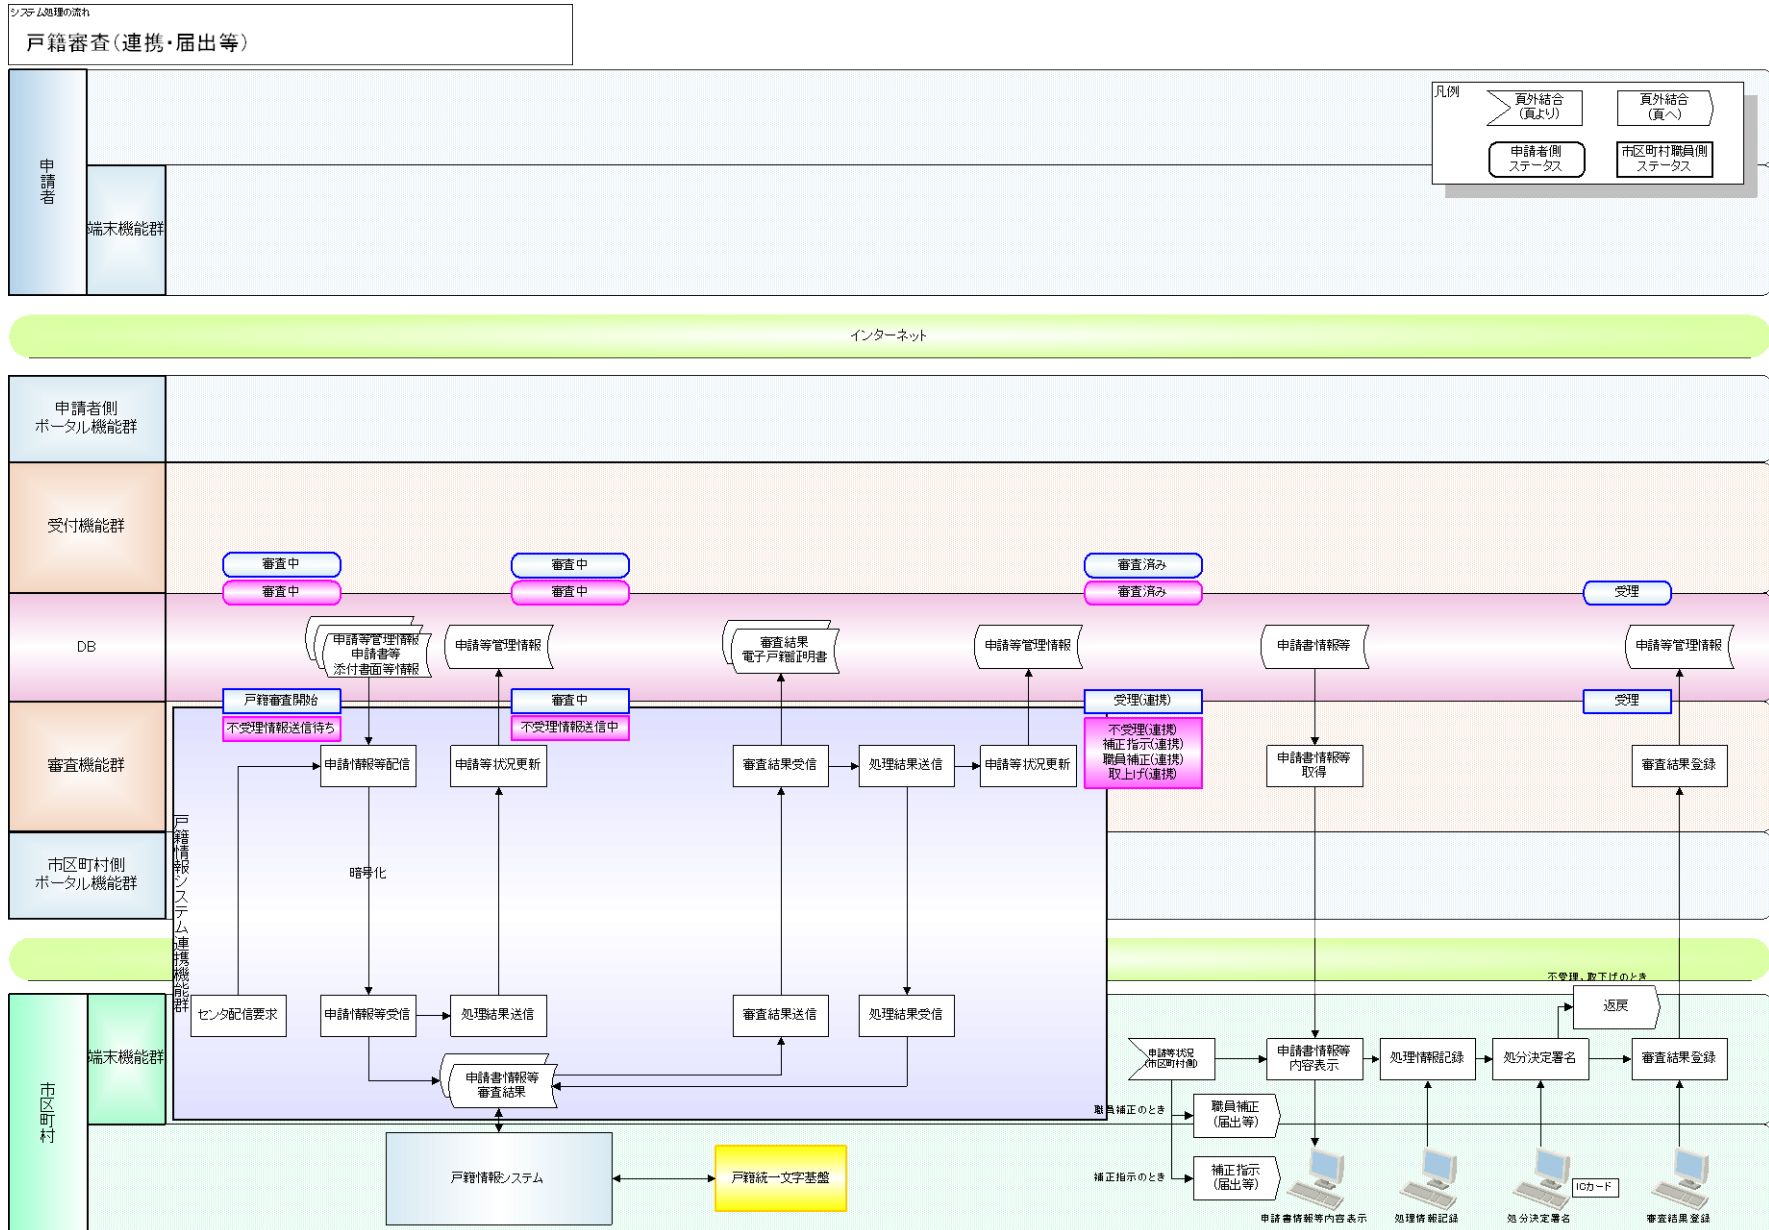 システム処理の流れ
戸籍審査(連携・届出等)
凡例
頁外結合
(頁より)
頁外結合
(頁へ)
申請者側
ステータス
市区町村職員側
ステータス
申請者
端末機能群
インターネット
申請者側
ポータル機能群
受付機能群
審査中
審査中
審査済み
審査中
審査中
審査済み
受理
DB
申請等管理情報
申請書等
添付書面等情報
申請等管理情報
審査結果
電子戸籍証明書
申請等管理情報
申請書情報等
申請等管理情報
戸籍審査開始
不受理情報送信待ち
審査中
不受理情報送信中
受理(連携)
不受理(連携)
補正指示(連携)
職員補正(連携)
取上げ(連携)
受理
審査機能群
申請情報等配信
申請等状況更新
審査結果受信
処理結果送信
申請等状況更新
申請書情報等
取得
審査結果登録
戸籍情報システム連携機能群
市区町村側
ポータル機能群
暗号化
不受理、取下げのとき
市区町村
端末機能群
センタ配信要求
申請情報等受信
処理結果送信
審査結果送信
処理結果受信
返戻
申請等状況
(市区町村側)
申請書情報等
内容表示
処理情報記録
処分決定署名
審査結果登録
申請書情報等
審査結果
職員補正のとき
職員補正
(届出等)
補正指示のとき
補正指示
(届出等)
戸籍情報システム
戸籍統一文字基盤
ICカード
申請書情報等内容表示
処理情報記録
処分決定署名
審査結果登録